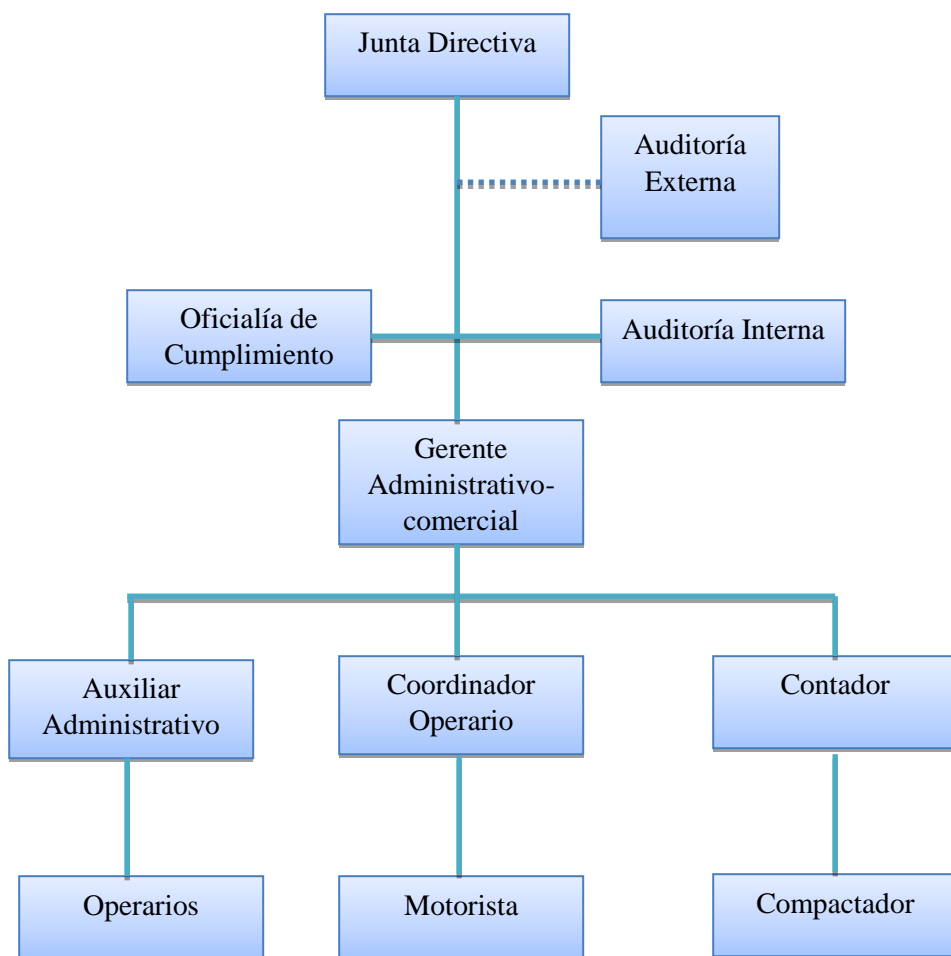 Junta Directiva
Auditoría
Externa
Oficialía de
Cumplimiento
Auditoría Interna
Gerente
Administrativo-
comercial
Auxiliar
Administrativo
Coordinador
Operario
Contador
Operarios
Motorista
Compactador